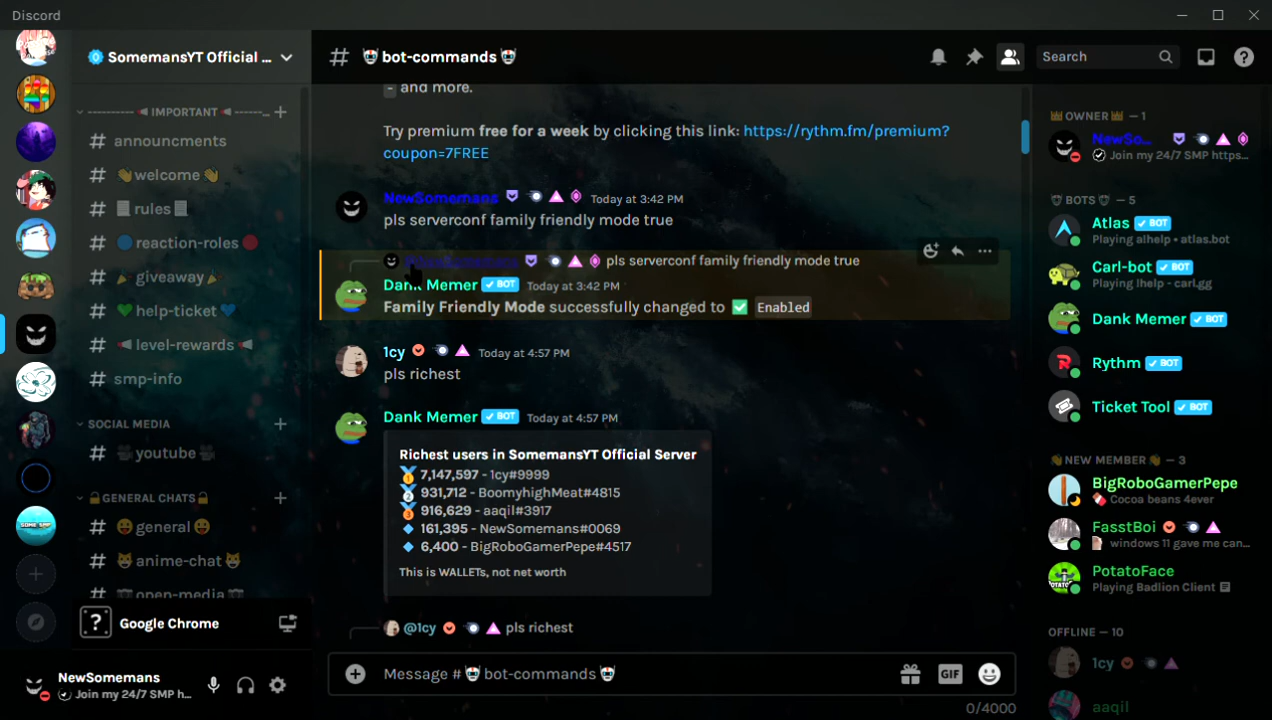 Discord
SomemansYT Official ...
IMPORTANT
announcments
welcome
rules
reaction-roles
giveaway
help-ticket
level-rewards
smp-info
SOCIAL MEDIA
youtube
GENERAL CHATS
general
anime-chat
open-media
Google Chrome
NewSomemans
Join my 24/7 SMP h...
# bot-commands
Search
- and more.
Try premium free for a week by clicking this link: https://rythm.fm/premium?
coupon=7FREE
NewSomemans Today at 3:42 PM
pls serverconf family friendly mode true
pls serverconf family friendly mode true
Dank Memer BOT Today at 3:42 PM
Family Friendly Mode successfully changed to ✅ Enabled
1cy Today at 4:57 PM
pls richest
Dank Memer BOT Today at 4:57 PM
Richest users in SomemansYT Official Server
7,147,597 - 1cy#9999
931,712 - BoomyhighMeat#4815
916,629 - aaqil#3917
161,395 - NewSomemans#0069
6,400 - BigRoboGamerPepe#4517
This is WALLETs, not net worth
@1cy pls richest
Message # bot-commands
GIF
0/4000
OWNER — 1
NewSo...
Join my 24/7 SMP https...
BOTS — 5
Atlas BOT
Playing alhelp • atlas.bot
Carl-bot BOT
Playing !help - carl.gg
Dank Memer BOT
Rythm BOT
Ticket Tool BOT
NEW MEMBER — 3
BigRoboGamerPepe
Cocoa beans 4ever
FasstBoi
windows 11 gave me can...
PotatoFace
Playing Badlion Client
OFFLINE — 10
1cy
aaqil
SOME SMP